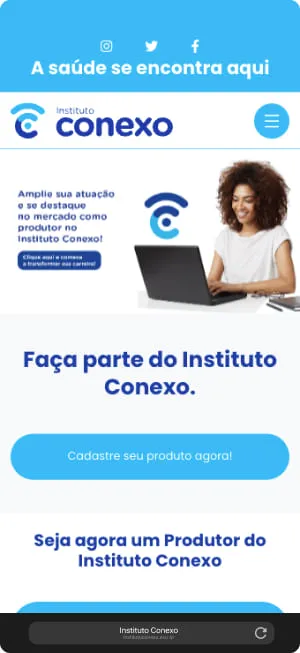 A saúde se encontra aqui
Instituto
conexo
Amplie sua atuação
e se destaque
no mercado como
produtor no
Instituto Conexo!
Clique aqui e comece
a transformar sua carreira!
Faça parte do Instituto
Conexo.
Cadastre seu produto agora!
Seja agora um Produtor do
Instituto Conexo
Instituto Conexo